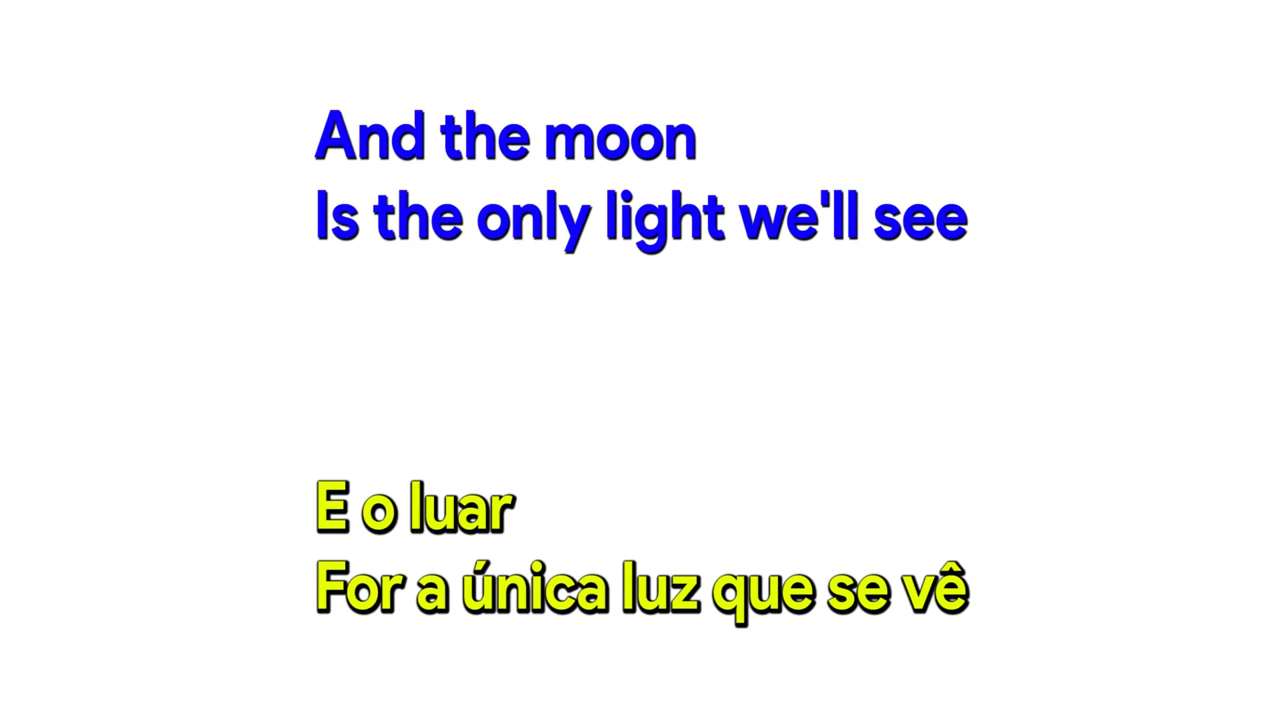 And the moon
Is the only light we'll see
E o luar
For a única luz que se vê